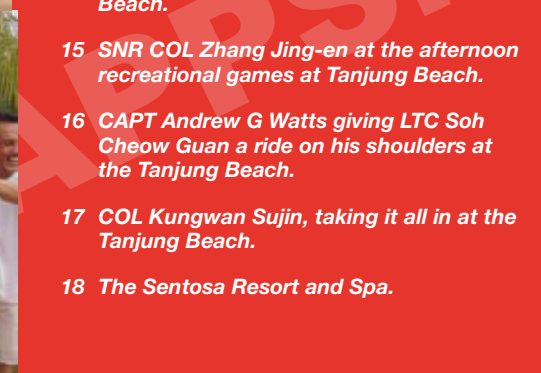 Beach.
15 SNR COL Zhang Jing-en at the afternoon
recreational games at Tanjung Beach.
16 CAPT Andrew G Watts giving LTC Soh
Cheow Guan a ride on his shoulders at
the Tanjung Beach.
17 COL Kungwan Sujin, taking it all in at the
Tanjung Beach.
18 The Sentosa Resort and Spa.